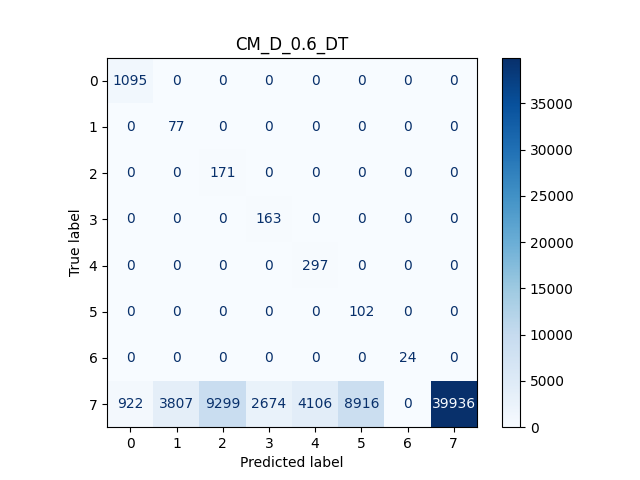 CM_D_0.6_DT
0 1095 0 0 0 0 0 0 0
1 0 77 0 0 0 0 0 0
2 0 0 171 0 0 0 0 0
3 0 0 0 163 0 0 0 0
4 0 0 0 0 297 0 0 0
5 0 0 0 0 0 102 0 0
6 0 0 0 0 0 0 24 0
7 922 3807 9299 2674 4106 8916 0 39936
0 1 2 3 4 5 6 7
Predicted label
True label
35000
30000
25000
20000
15000
10000
5000
0